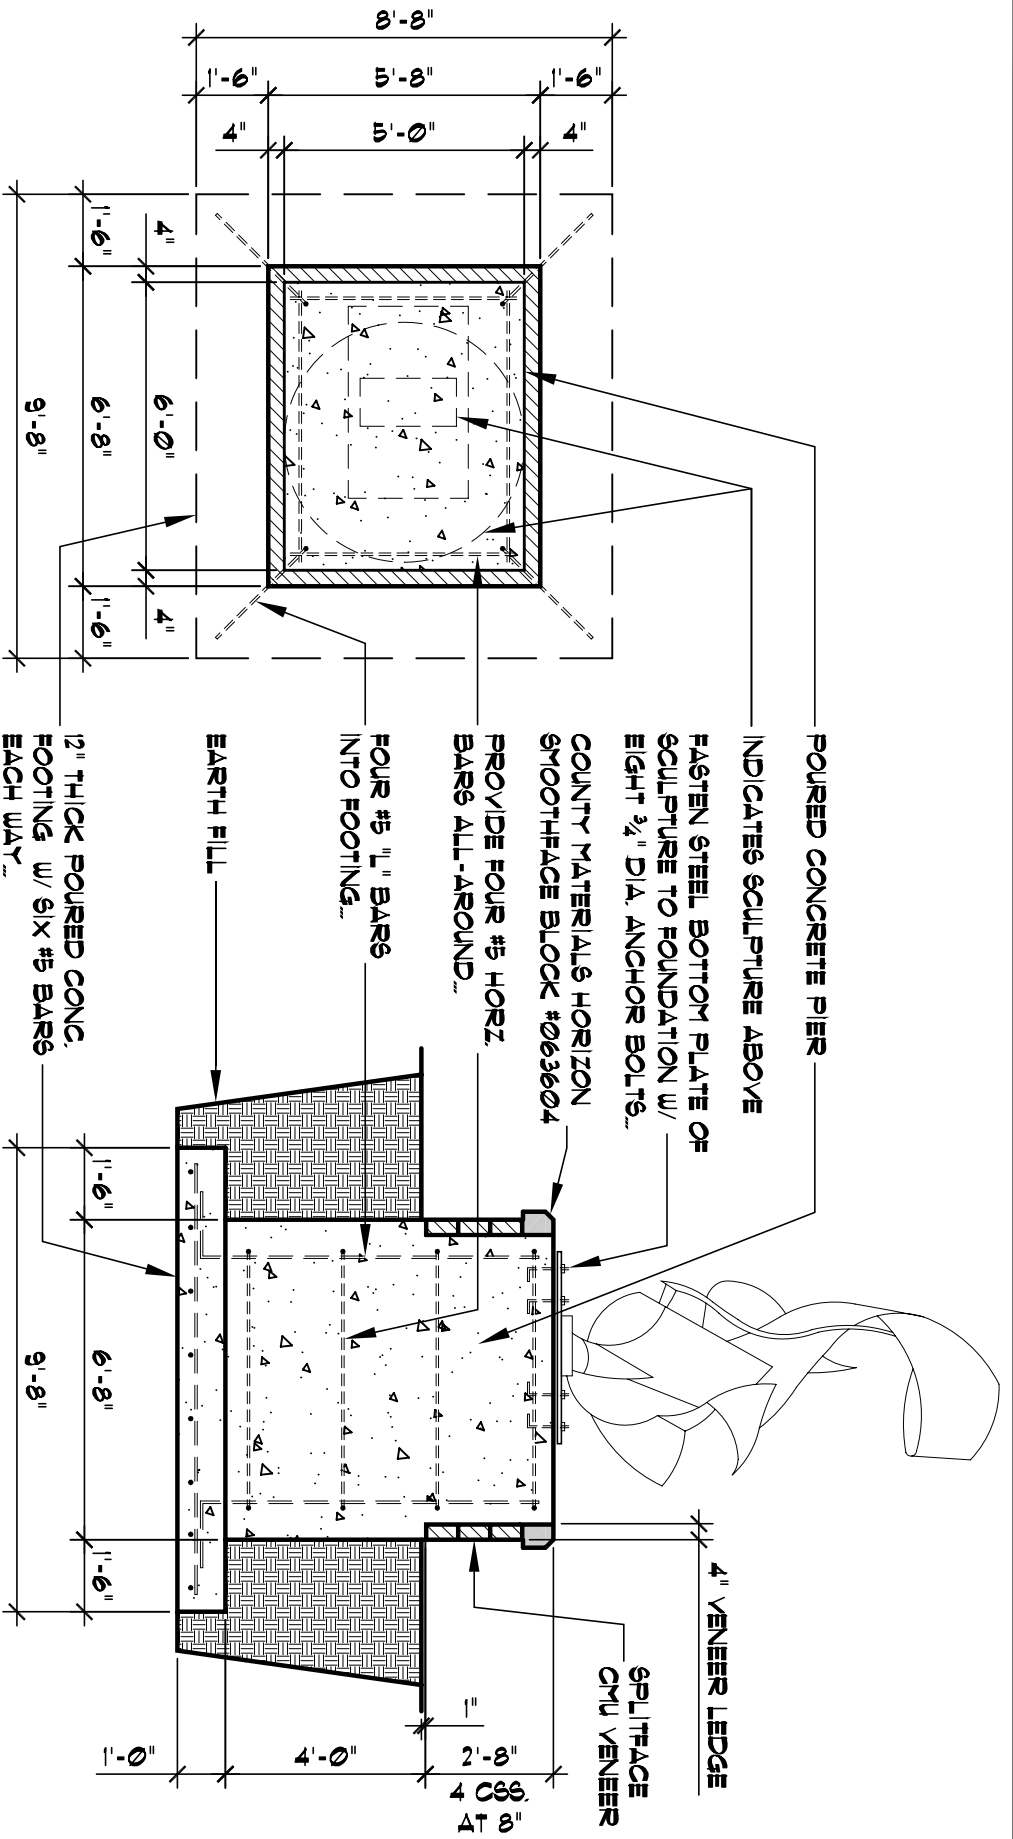 8'-8"
1'-6"
5'-8"
1'-6"
4"
5'-0"
4"
1'-6"
4"
6'-0"
6'-8"
9'-8"
4"
1'-6"
POURED CONCRETE PIER
INDICATES SCULPTURE ABOVE
FASTEN STEEL BOTTOM PLATE OF
SCULPTURE TO FOUNDATION W/
EIGHT 3/4" DIA. ANCHOR BOLTS...
COUNTY MATERIALS HORIZON
SMOOTHFACE BLOCK #063604
PROVIDE FOUR #5 HORZ.
BARS ALL-AROUND...
FOUR #5 "L" BARS
INTO FOOTING...
EARTH FILL
12" THICK POURED CONC.
FOOTING W/ SIX #5 BARS
EACH WAY...
4" VENEER LEDGE
SPLITFACE
CMU VENEER
1'-6"
6'-8"
1'-6"
9'-8"
1'-0"
4'-0"
1"
2'-8"
4 CSS.
AT 8"